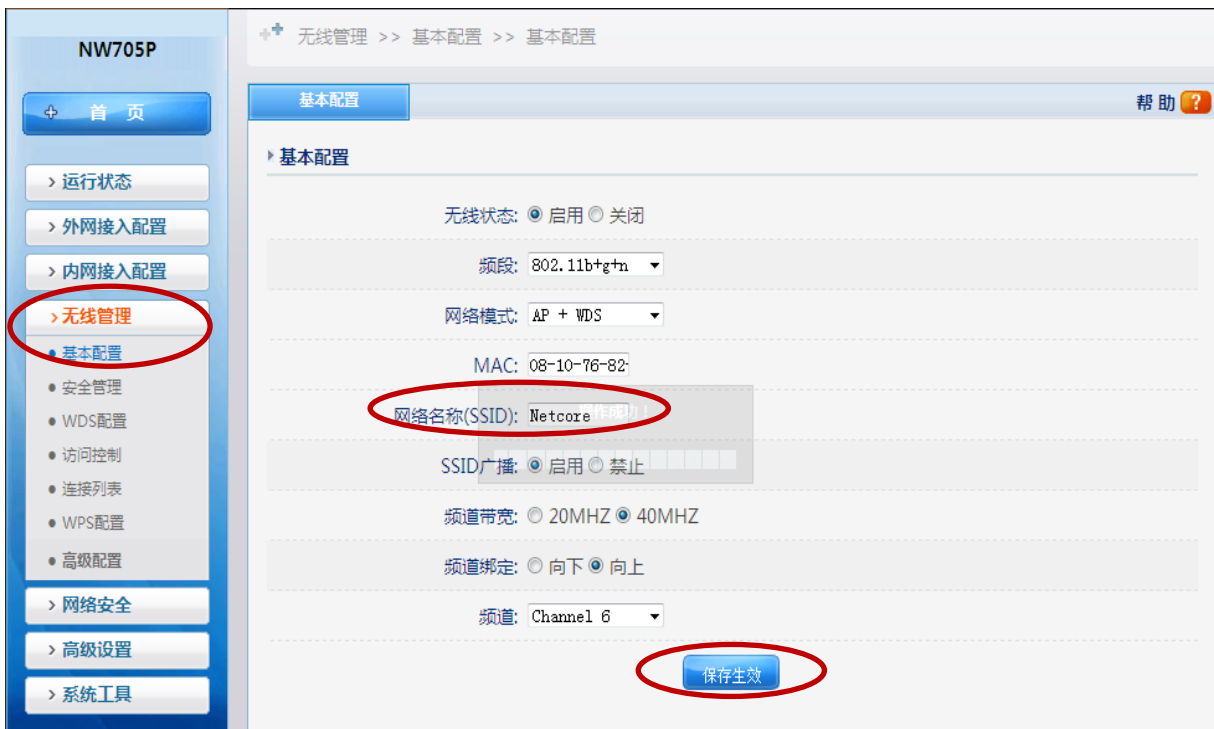 NW705P
首 页
> 运行状态
> 外网接入配置
> 内网接入配置
> 无线管理
● 基本配置
● 安全管理
● WDS配置
● 访问控制
● 连接列表
● WPS配置
● 高级配置
> 网络安全
> 高级设置
> 系统工具
无线管理 >> 基本配置 >> 基本配置
基本配置
帮助 ?
基本配置
无线状态: 启用 关闭
频段: 802.11b+g+n
网络模式: AP + WDS
MAC: 08-10-76-82-
网络名称(SSID): Netcore
操作成功！
SSID广播: 启用 禁止
频道带宽: 20MHZ 40MHZ
频道绑定: 向下 向上
频道: Channel 6
保存生效